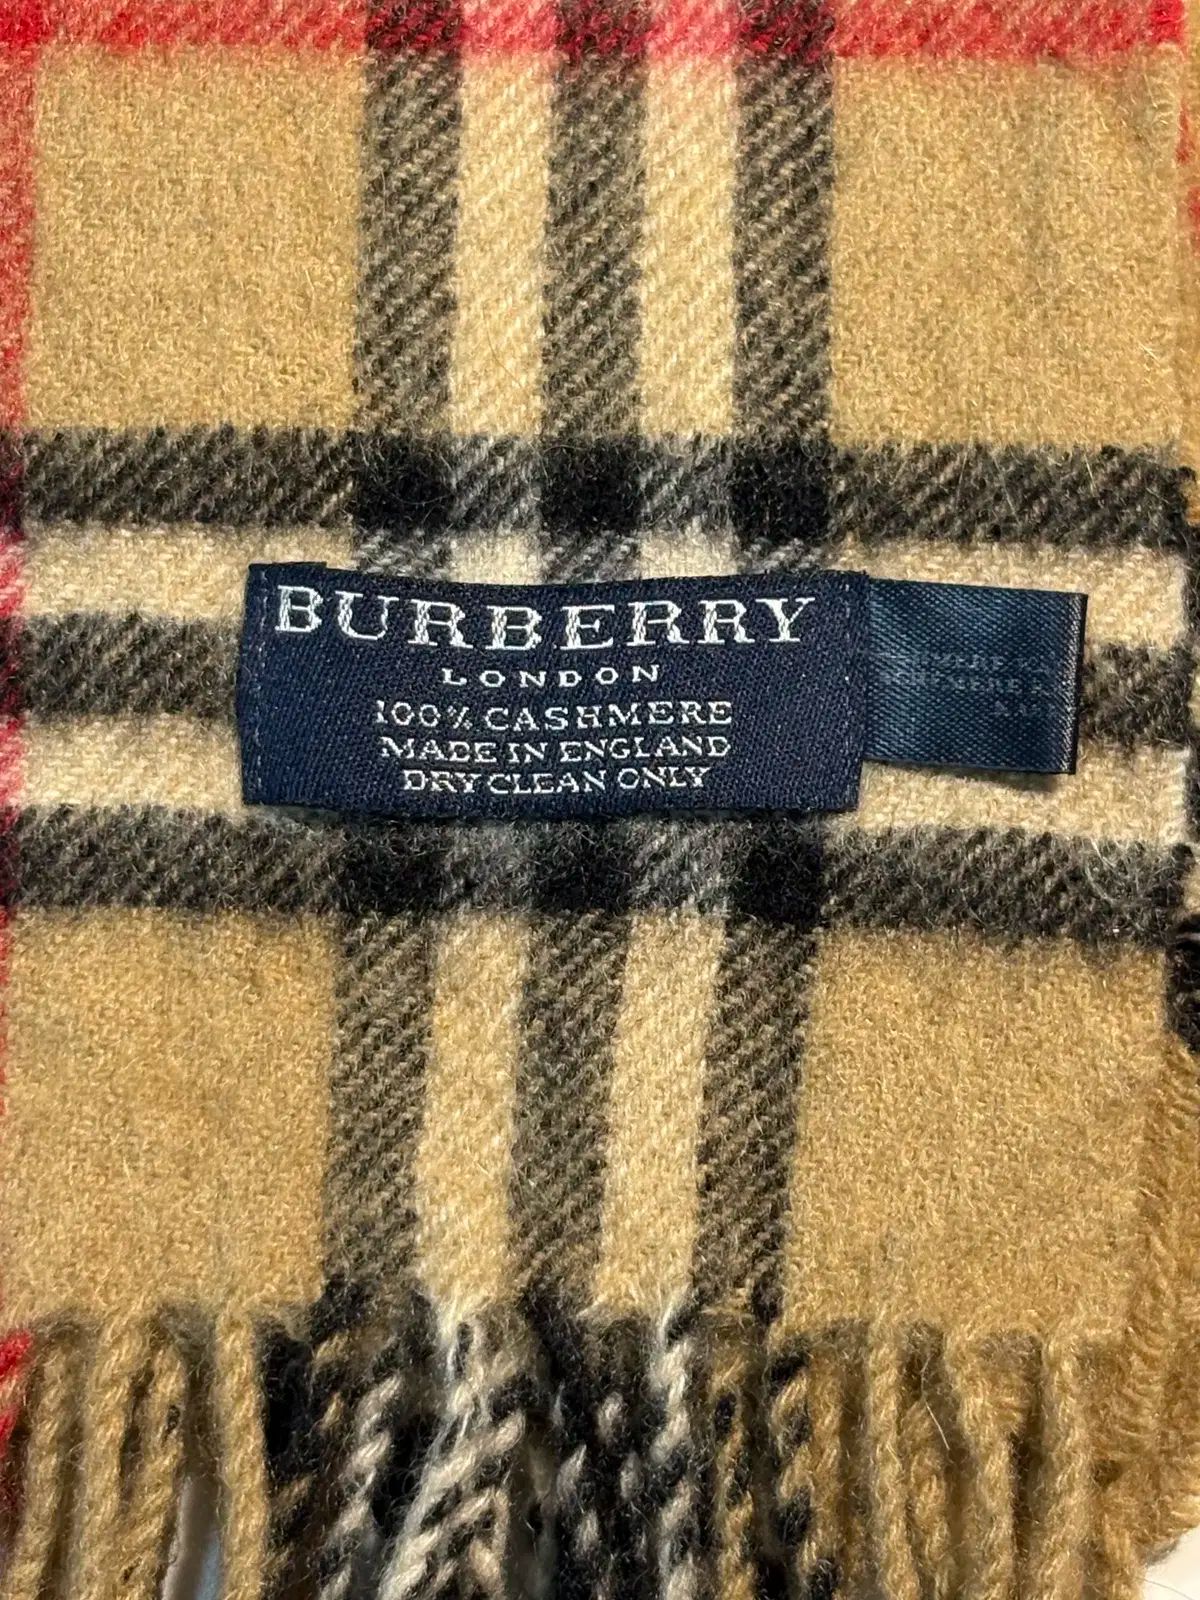 BURBERRY
LONDON
100% CASHMERE
MADE IN ENGLAND
DRY CLEAN ONLY